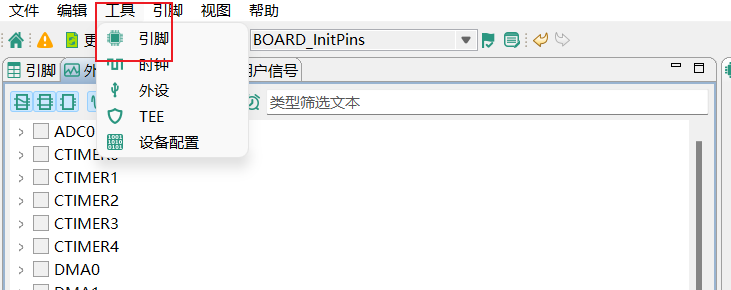 文件 编辑 工具 引脚 视图 帮助
更 引脚 BOARD_InitPins
时钟
引脚 外 用户信号
外设
类型筛选文本
TEE
设备配置
ADC0
CTIMER0
CTIMER1
CTIMER2
CTIMER3
CTIMER4
DMA0